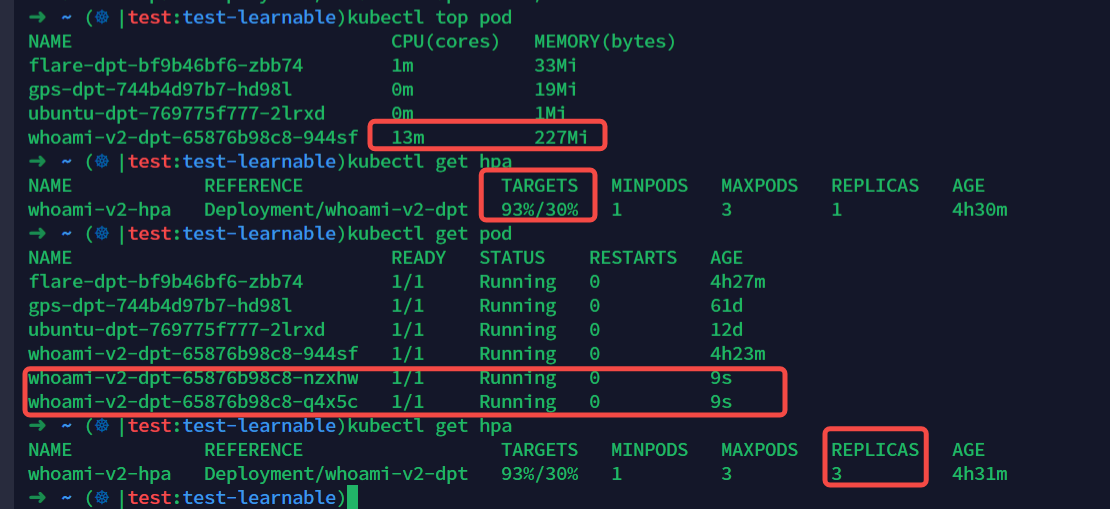 ➜ ~ (☸ |test:test-learnable)kubectl top pod
NAME CPU(cores) MEMORY(bytes)
flare-dpt-bf9b46bf6-zbb74 1m 33Mi
gps-dpt-744b4d97b7-hd98l 0m 19Mi
ubuntu-dpt-769775f777-2lrxd 0m 1Mi
whoami-v2-dpt-65876b98c8-944sf 13m 227Mi
➜ ~ (☸ |test:test-learnable)kubectl get hpa
NAME REFERENCE TARGETS MINPODS MAXPODS REPLICAS AGE
whoami-v2-hpa Deployment/whoami-v2-dpt 93%/30% 1 3 1 4h30m
➜ ~ (☸ |test:test-learnable)kubectl get pod
NAME READY STATUS RESTARTS AGE
flare-dpt-bf9b46bf6-zbb74 1/1 Running 0 4h27m
gps-dpt-744b4d97b7-hd98l 1/1 Running 0 61d
ubuntu-dpt-769775f777-2lrxd 1/1 Running 0 12d
whoami-v2-dpt-65876b98c8-944sf 1/1 Running 0 4h23m
whoami-v2-dpt-65876b98c8-nzxhw 1/1 Running 0 9s
whoami-v2-dpt-65876b98c8-q4x5c 1/1 Running 0 9s
➜ ~ (☸ |test:test-learnable)kubectl get hpa
NAME REFERENCE TARGETS MINPODS MAXPODS REPLICAS AGE
whoami-v2-hpa Deployment/whoami-v2-dpt 93%/30% 1 3 3 4h31m
➜ ~ (☸ |test:test-learnable)